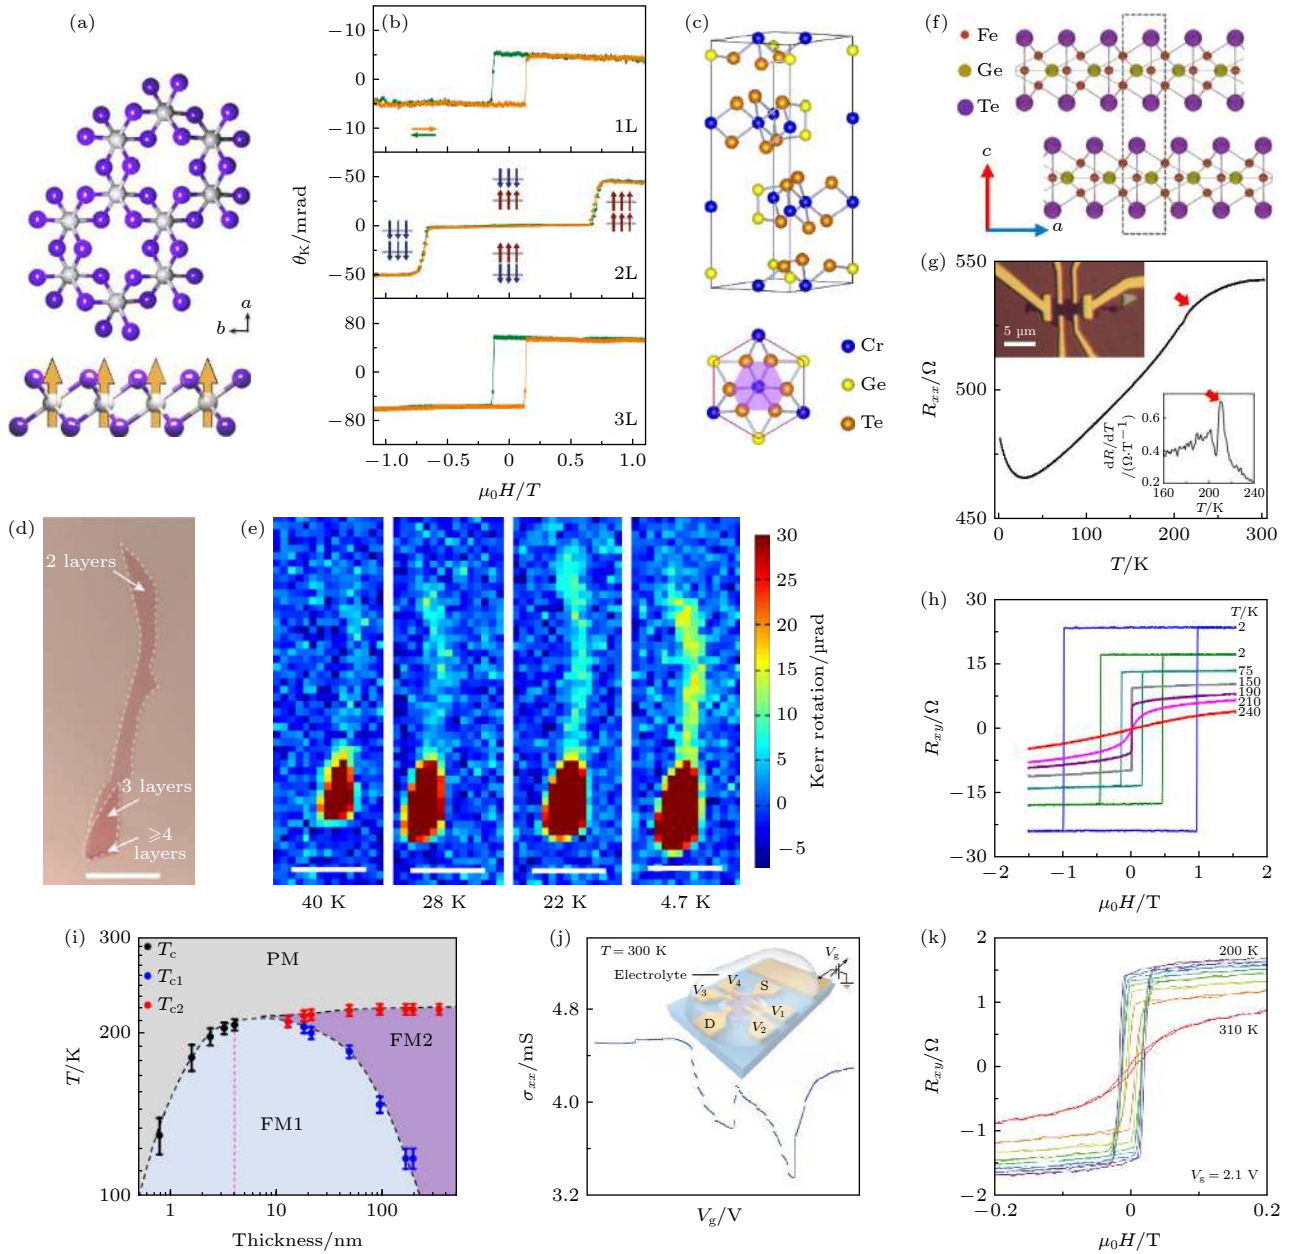 (a)
b
a
(b)
θK/mrad
−10
0
−10
1L
−50
0
−50
2L
80
0
−80
3L
−1.0
−0.5
0
0.5
1.0
μ0H/T
(c)
Cr
Ge
Te
(d)
2 layers
3 layers
⩾4
layers
(e)
40 K
28 K
22 K
4.7 K
30
25
20
15
10
5
0
−5
Kerr rotation/μrad
(f)
Fe
Ge
Te
c
a
(g)
550
500
450
Rxx/Ω
5 μm
dR/dT
/(Ω·T−1)
0.6
0.4
0.2
160
200
240
T/K
0
100
200
300
T/K
(h)
30
15
0
−15
−30
Rxy/Ω
T/K
2
2
75
150
190
210
240
−2
−1
0
1
2
μ0H/T
(i)
300
200
100
T/K
Tc
Tc1
Tc2
PM
FM1
FM2
1
10
100
Thickness/nm
(j)
T = 300 K
Electrolyte
Vg
V3
V4
S
V1
D
V2
4.8
4.0
3.2
σxx/mS
Vg/V
(k)
2
1
0
−1
−2
Rxy/Ω
200 K
310 K
Vg = 2.1 V
−0.2
0
0.2
μ0H/T